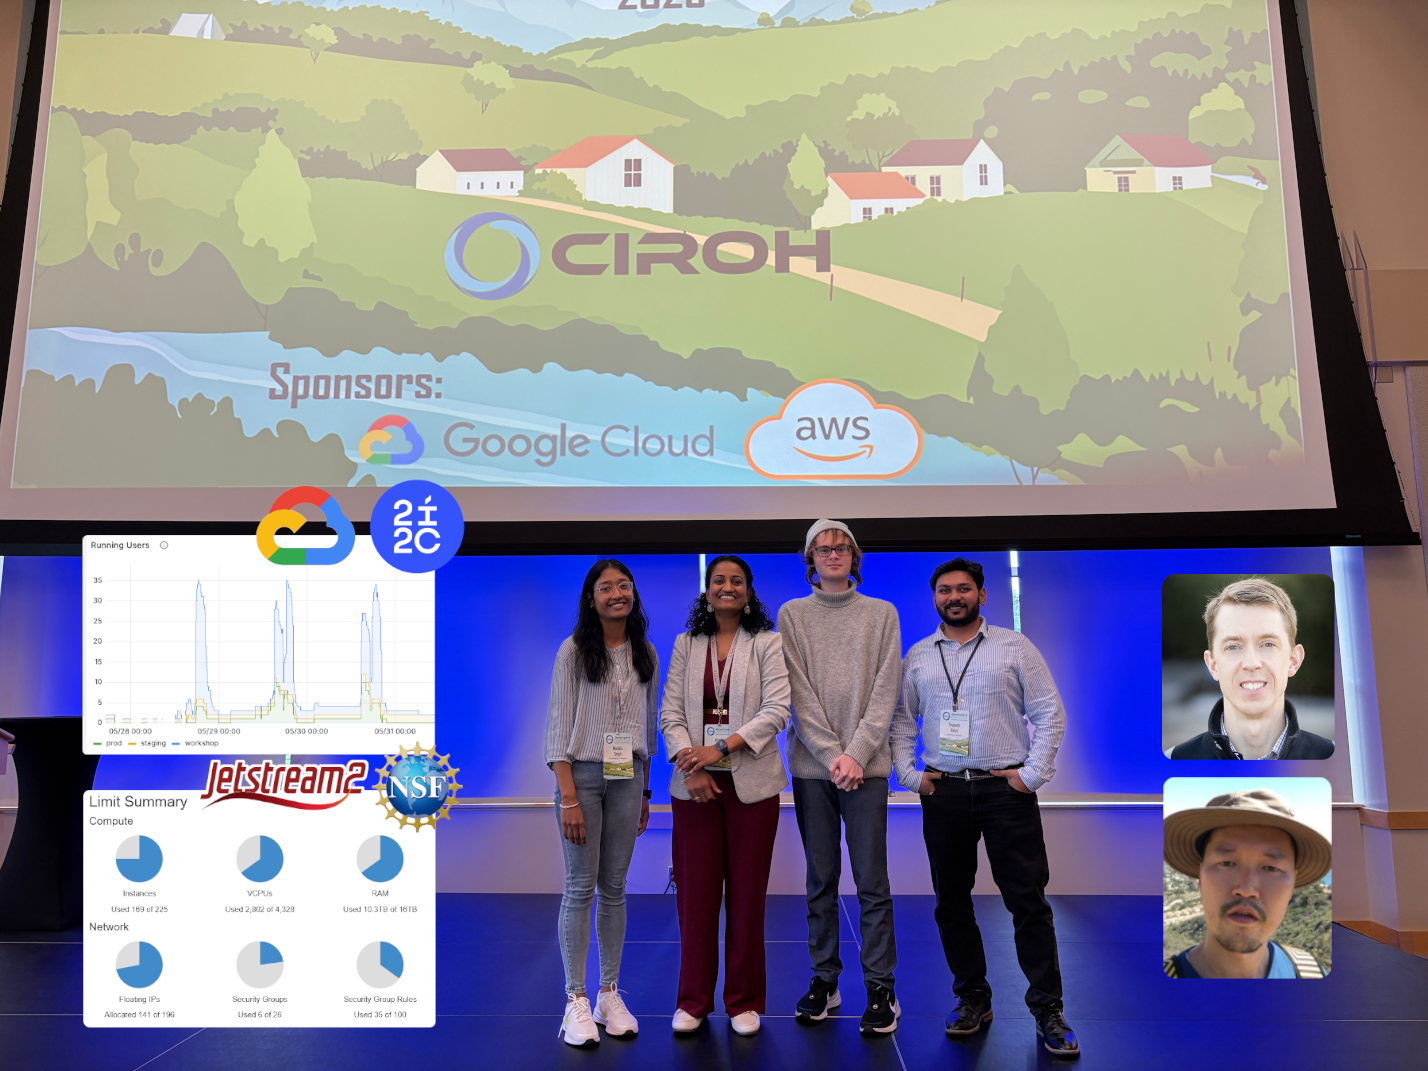 CIROH
Sponsors:
Google Cloud
aws
2i2c
Running Users
35
30
25
20
15
10
5
0
05/28 00:00
05/29 00:00
05/30 00:00
05/31 00:00
prod
staging
workshop
Jetstream2
NSF
Limit Summary
Compute
Instances
VCPUs
RAM
Used 169 of 225
Used 2,802 of 4,328
Used 10.3TB of 16TB
Network
Floating IPs
Security Groups
Security Group Rules
Allocated 141 of 196
Used 6 of 26
Used 35 of 100